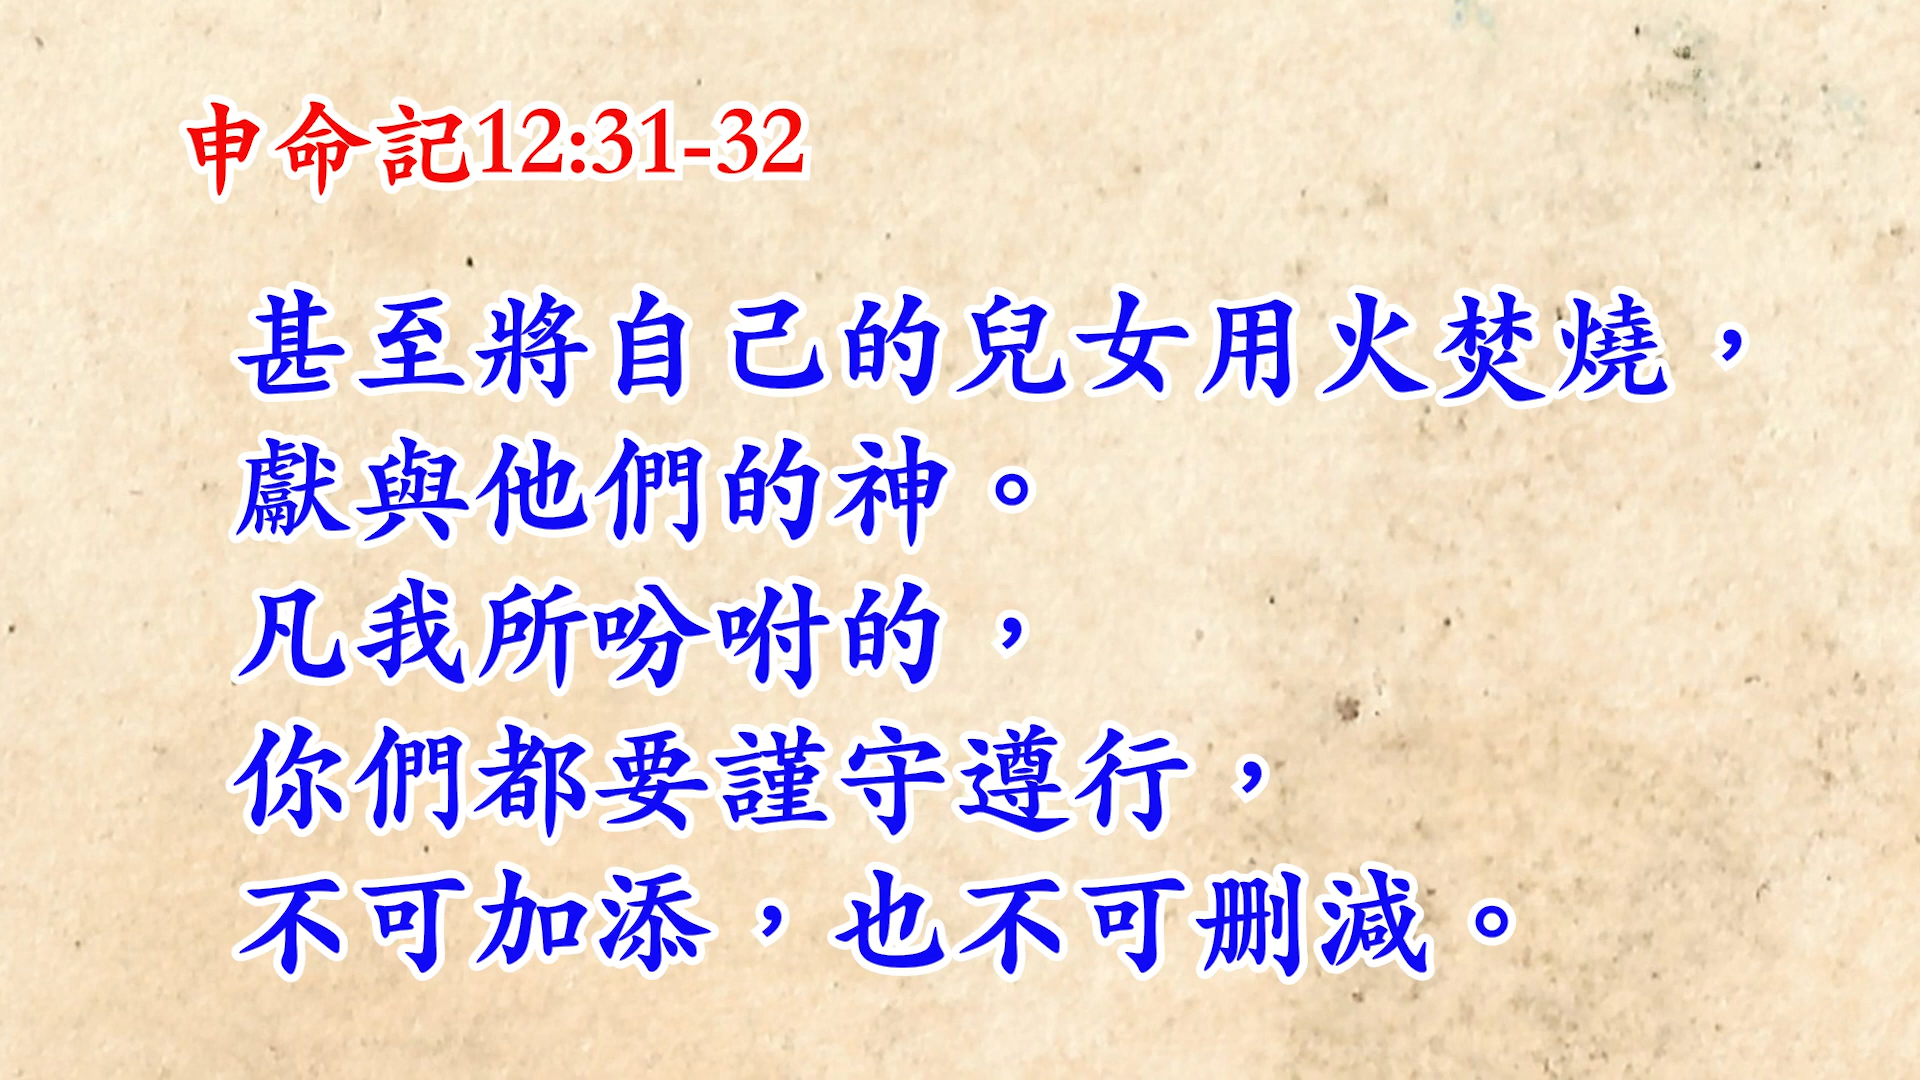 申命記12:31-32
甚至將自己的兒女用火焚燒，
獻與他們的神。
凡我所吩咐的，
你們都要謹守遵行，
不可加添，也不可刪減。